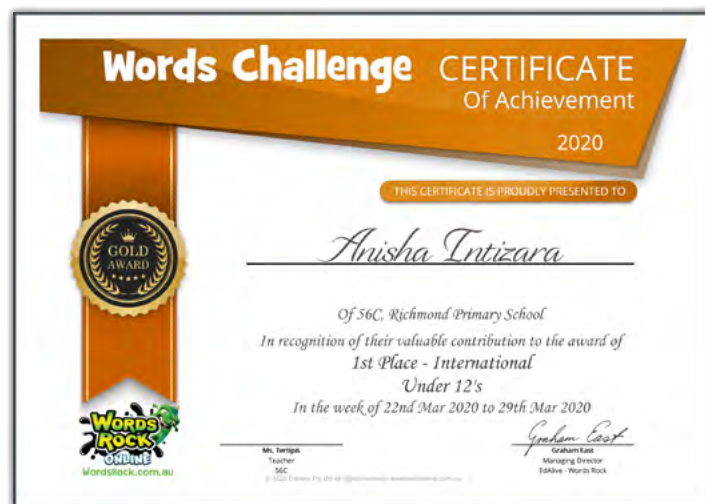 Words Challenge CERTIFICATE
Of Achievement
2020
THIS CERTIFICATE IS PROUDLY PRESENTED TO
GOLD
AWARD
Anisha Intizara
Of 56C, Richmond Primary School
In recognition of their valuable contribution to the award of
1st Place - International
Under 12's
In the week of 22nd Mar 2020 to 29th Mar 2020
WORDS
ROCK
ONLINE
WordsRock.com.au
Ms. Tertipis
Teacher
56C
Graham East
Graham East
Managing Director
EdAlive - Words Rock